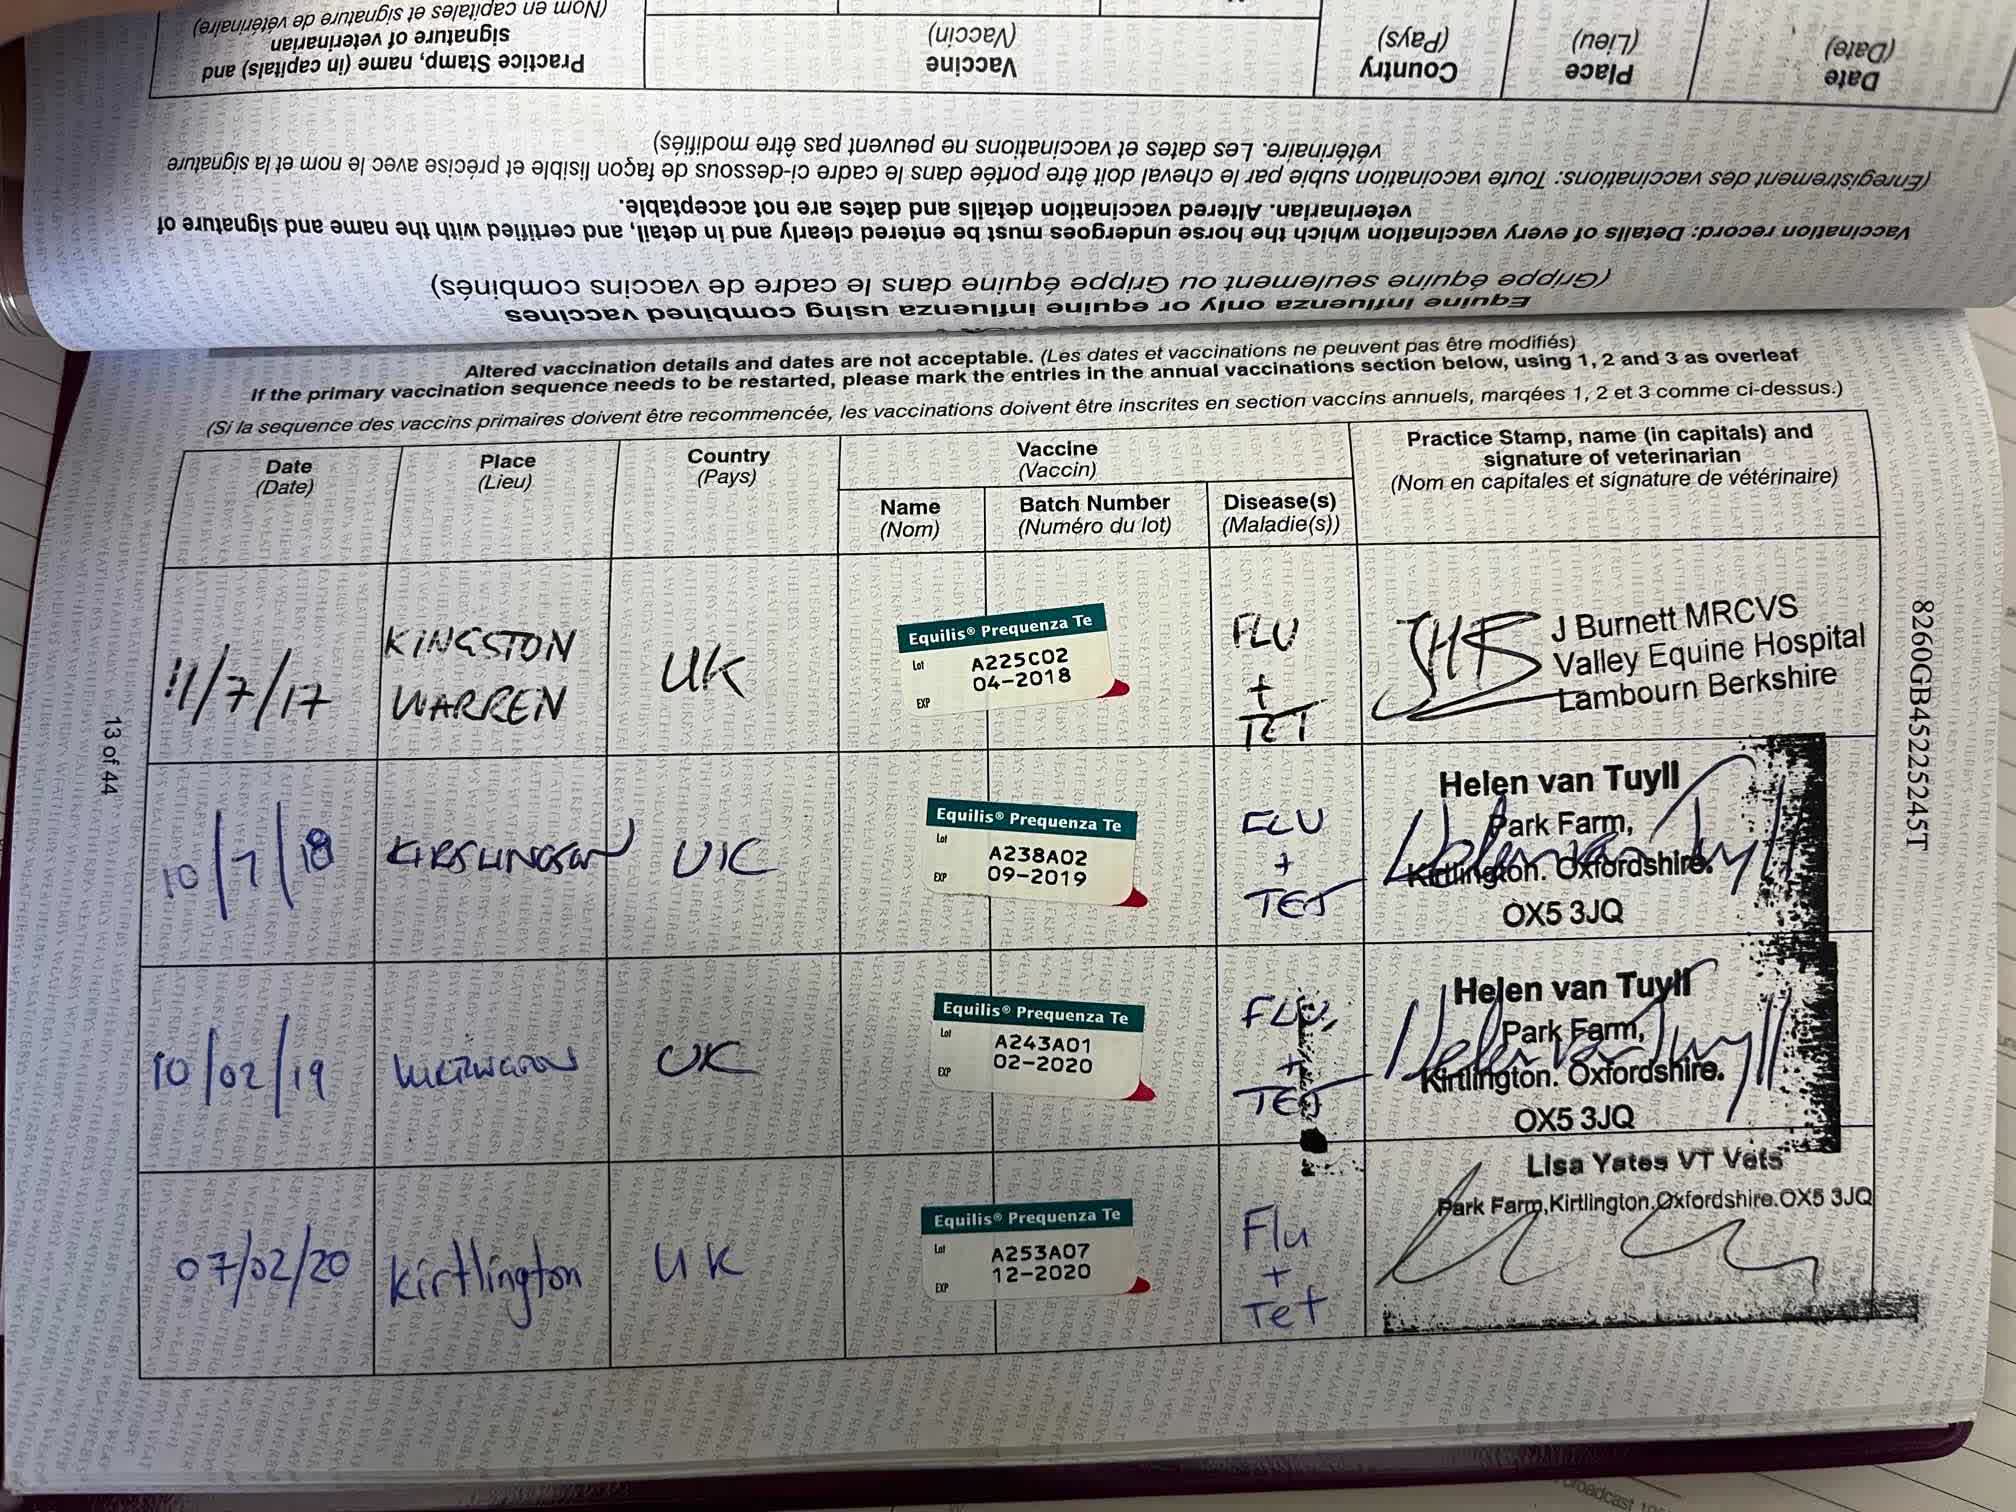 (Nom en capitales et signature de vétérinaire)
Practice Stamp, name (in capitals) and
signature of veterinarian
Vaccine
(Vaccin)
Country
(Pays)
Place
(Lieu)
Date
(Date)
vétérinaire. Les dates et vaccinations ne peuvent pas être modifiés)
(Enregistrement des vaccinations: Toute vaccination subie par le cheval doit être portée dans le cadre ci-dessous de façon lisible et précise avec le nom et la signature
veterinarian. Altered vaccination details and dates are not acceptable.
Vaccination record: Details of every vaccination which the horse undergoes must be entered clearly and in detail, and certified with the name and signature of
(Grippe équine seulement ou Grippe équine dans le cadre de vaccins combinés)
Equine influenza only or equine influenza using combined vaccines
Altered vaccination details and dates are not acceptable. (Les dates et vaccinations ne peuvent pas être modifiés)
If the primary vaccination sequence needs to be restarted, please mark the entries in the annual vaccinations section below, using 1, 2 and 3 as overleaf
(Si la sequence des vaccins primaires doivent être recommencée, les vaccinations doivent être inscrites en section vaccins annuels, marqées 1, 2 et 3 comme ci-dessus.)
Date
(Date)
Place
(Lieu)
Country
(Pays)
Vaccine
(Vaccin)
Name
(Nom)
Batch Number
(Numéro du lot)
Disease(s)
(Maladie(s))
Practice Stamp, name (in capitals) and
signature of veterinarian
(Nom en capitales et signature de vétérinaire)
11/7/17
KINGSTON
WARREN
UK
Equilis® Prequenza Te
Lot A225C02
04-2018
EXP
FLU
+
TET
J Burnett MRCVS
Valley Equine Hospital
Lambourn Berkshire
10/7/18
UK
Equilis® Prequenza Te
Lot A238A02
EXP 09-2019
FLU
+
TET
Helen van Tuyll
Park Farm,
Kirtlington. Oxfordshire.
OX5 3JQ
10/02/19
UK
Equilis® Prequenza Te
Lot A243A01
EXP 02-2020
FLU
+
TET
Helen van Tuyll
Park Farm,
Kirtlington. Oxfordshire.
OX5 3JQ
07/02/20
Kirtlington
UK
Equilis® Prequenza Te
Lot A253A07
EXP 12-2020
Flu
+
Tet
Lisa Yates VT Vets
Park Farm,Kirtlington,Oxfordshire.OX5 3JQ
13 of 44
8260GB45225245T